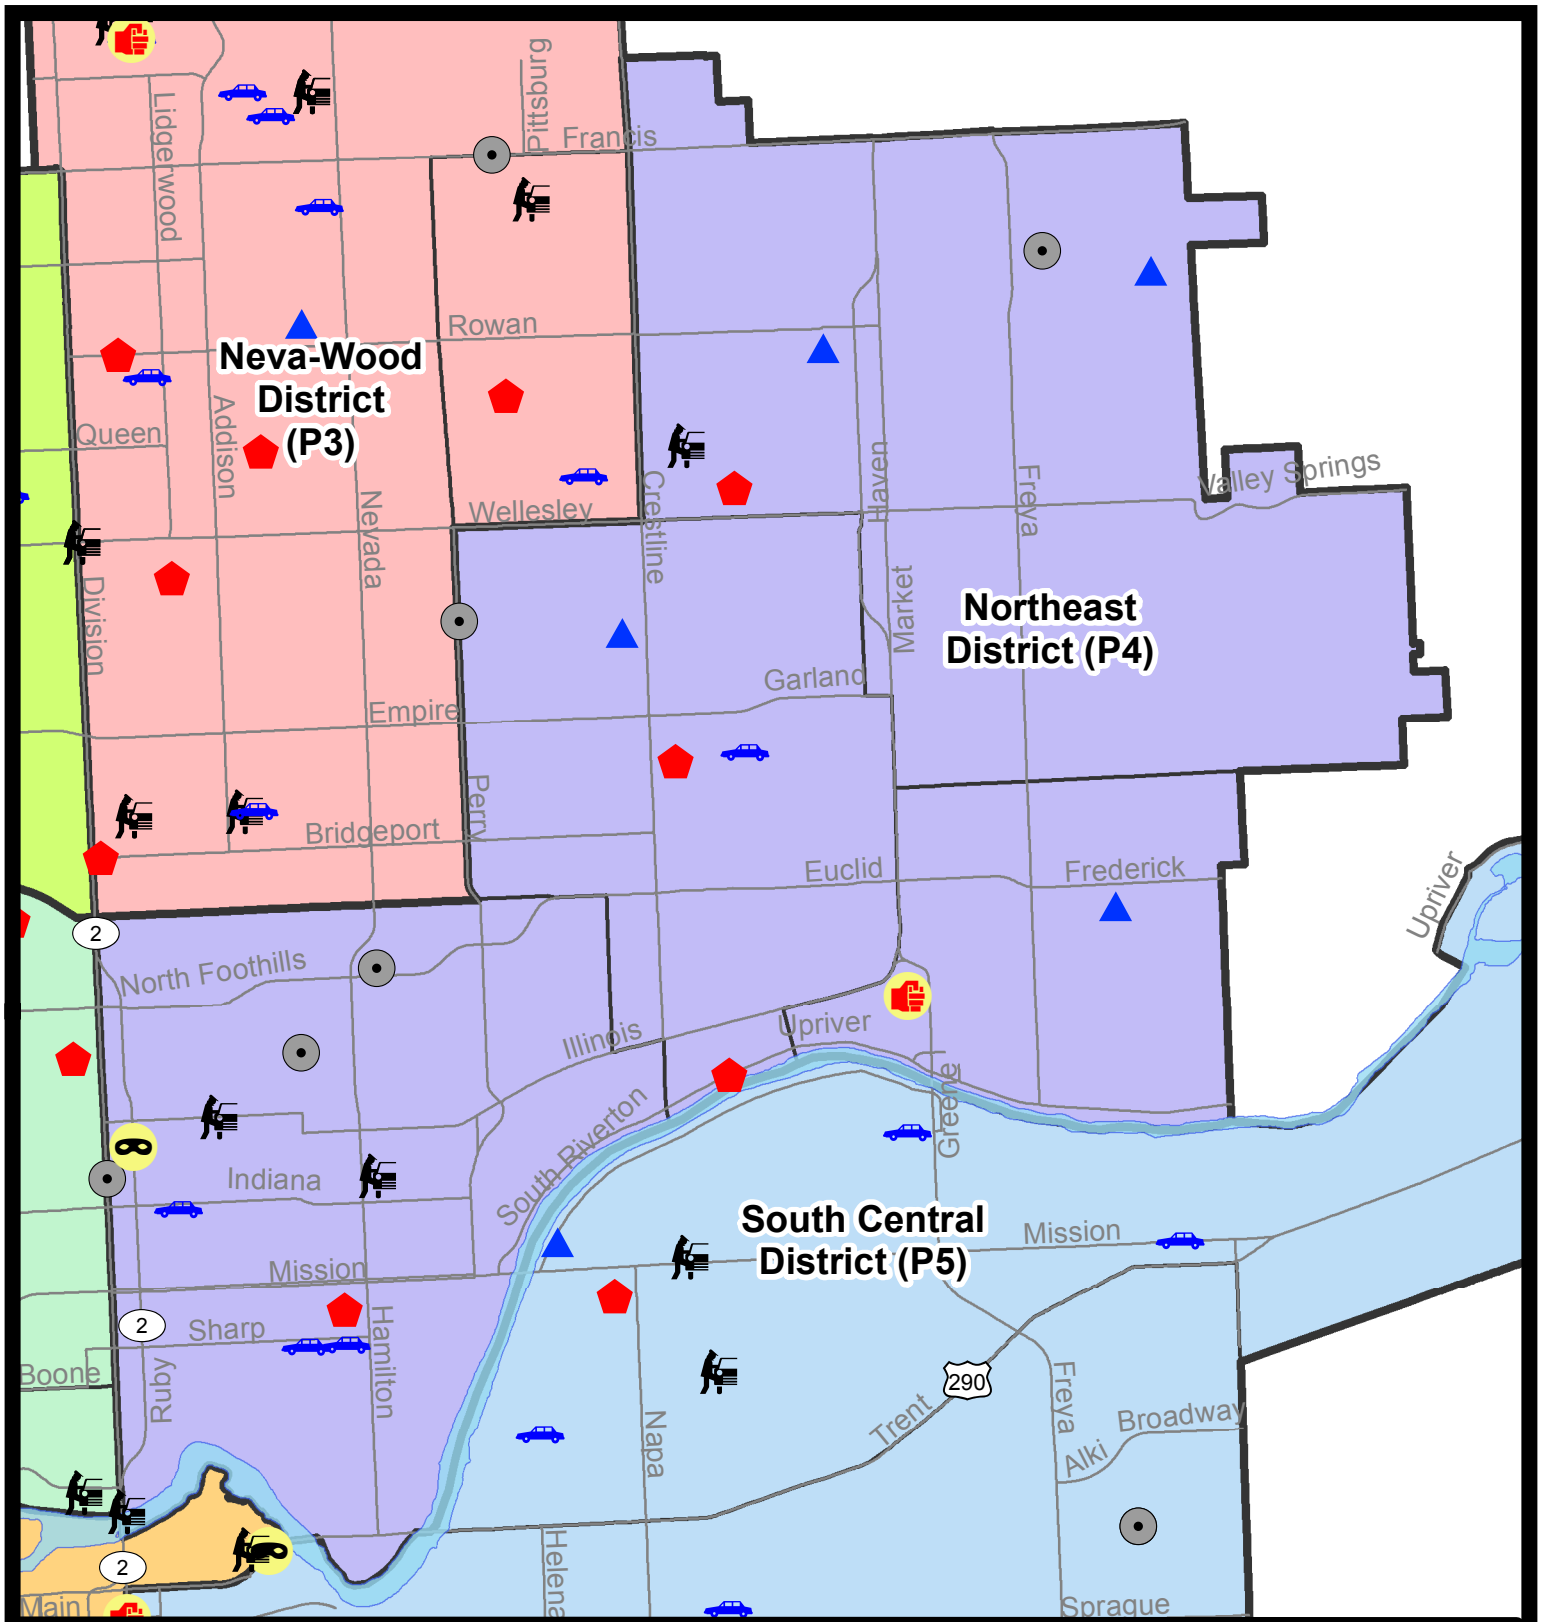 Pittsburg
Francis
Lidgerwood
Rowan
Neva-Wood
District
(P3)
Queen
Addison
Nevada
Wellesley
Crestline
Haven
Freya
Valley Springs
Division
Market
Northeast
District (P4)
Garland
Empire
Perry
Bridgeport
Euclid
Frederick
Upriver
2
North Foothills
Illinois
Upriver
Greene
South Riverton
Indiana
South Central
District (P5)
Mission
Mission
2
Sharp
Hamilton
Boone
Ruby
290
Freya
Trent
Broadway
Alki
Napa
2
Helena
Main
Sprague